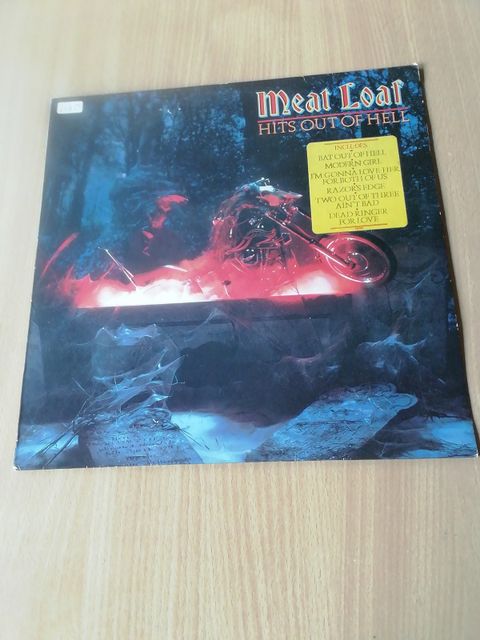 Meat Loaf
HITS OUT OF HELL
INCLUDES
BAT OUT OF HELL
MODERN GIRL
I'M GONNA LOVE HER
FOR BOTH OF US
RAZOR'S EDGE
TWO OUT OF THREE
AIN'T BAD
DEAD RINGER
FOR LOVE